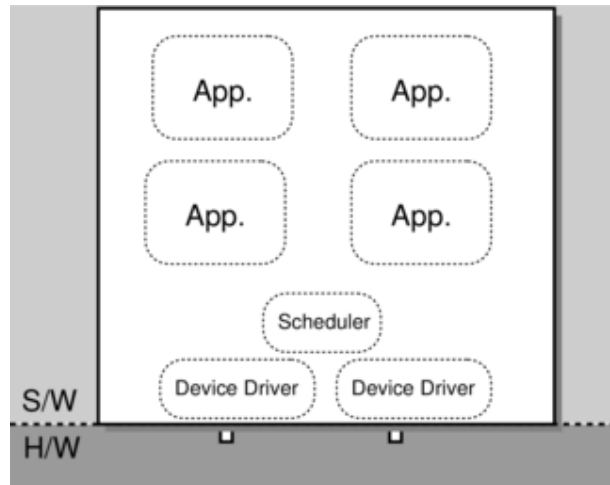 App.
App.
App.
App.
Scheduler
Device Driver
Device Driver
S/W
H/W